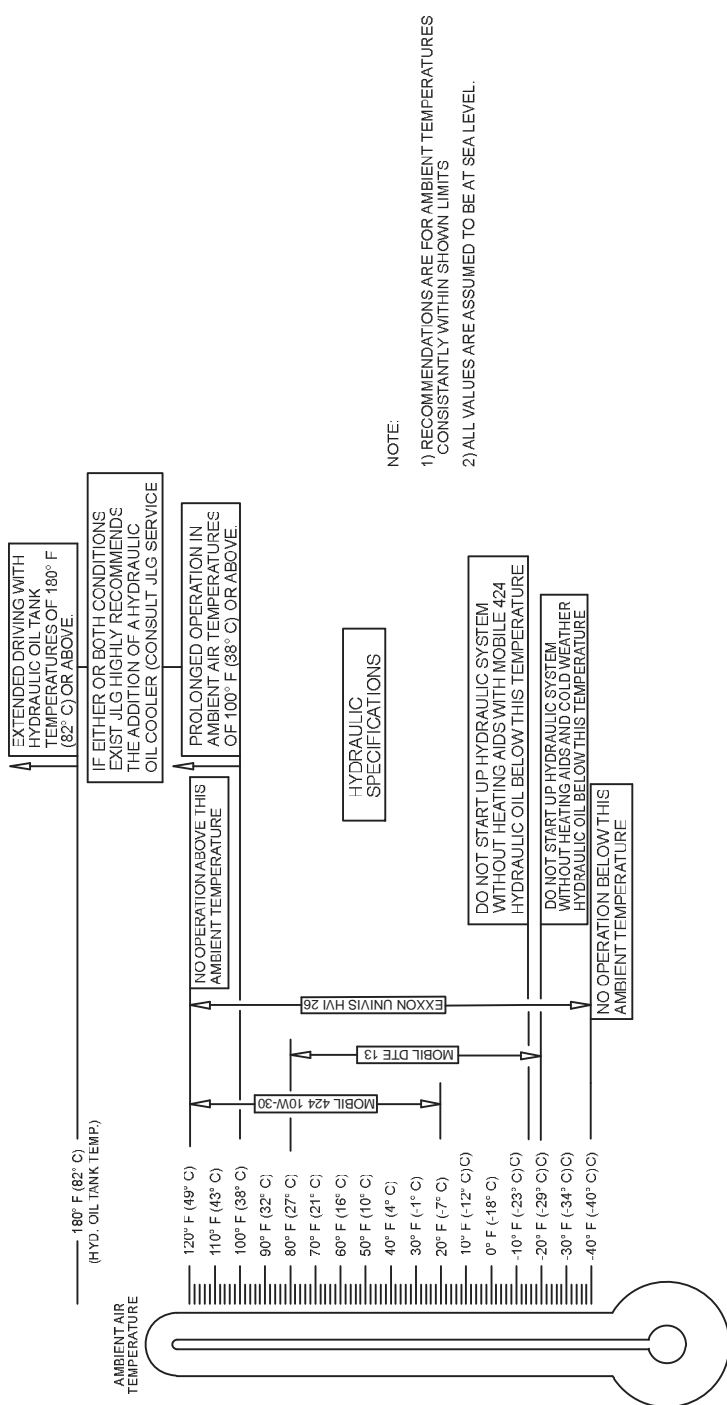 EXTENDED DRIVING WITH
HYDRAULIC OIL TANK
TEMPERATURES OF 180° F
(82° C) OR ABOVE.
IF EITHER OR BOTH CONDITIONS
EXIST JLG HIGHLY RECOMMENDS
THE ADDITION OF A HYDRAULIC
OIL COOLER (CONSULT JLG SERVICE
PROLONGED OPERATION IN
AMBIENT AIR TEMPERATURES
OF 100° F (38° C) OR ABOVE.
180° F (82° C)
(HYD. OIL TANK TEMP.)
NO OPERATION ABOVE THIS
AMBIENT TEMPERATURE
AMBIENT AIR
TEMPERATURE
120° F (49° C)
110° F (43° C)
100° F (38° C)
90° F (32° C)
80° F (27° C)
70° F (21° C)
60° F (16° C)
50° F (10° C)
40° F (4° C)
30° F (-1° C)
20° F (-7° C)
10° F (-12° C)C)
0° F (-18° C)
-10° F (-23° C)C)
-20° F (-29° C)C)
-30° F (-34° C)C)
-40° F (-40° C)C)
MOBIL 424 10W-30
MOBIL DTE 13
EXXON UNIVIS HVI 26
HYDRAULIC
SPECIFICATIONS
DO NOT START UP HYDRAULIC SYSTEM
WITHOUT HEATING AIDS WITH MOBILE 424
HYDRAULIC OIL BELOW THIS TEMPERATURE
DO NOT START UP HYDRAULIC SYSTEM
WITHOUT HEATING AIDS AND COLD WEATHER
HYDRAULIC OIL BELOW THIS TEMPERATURE
NO OPERATION BELOW THIS
AMBIENT TEMPERATURE
NOTE:
1) RECOMMENDATIONS ARE FOR AMBIENT TEMPERATURES
CONSISTANTLY WITHIN SHOWN LIMITS
2) ALL VALUES ARE ASSUMED TO BE AT SEA LEVEL.